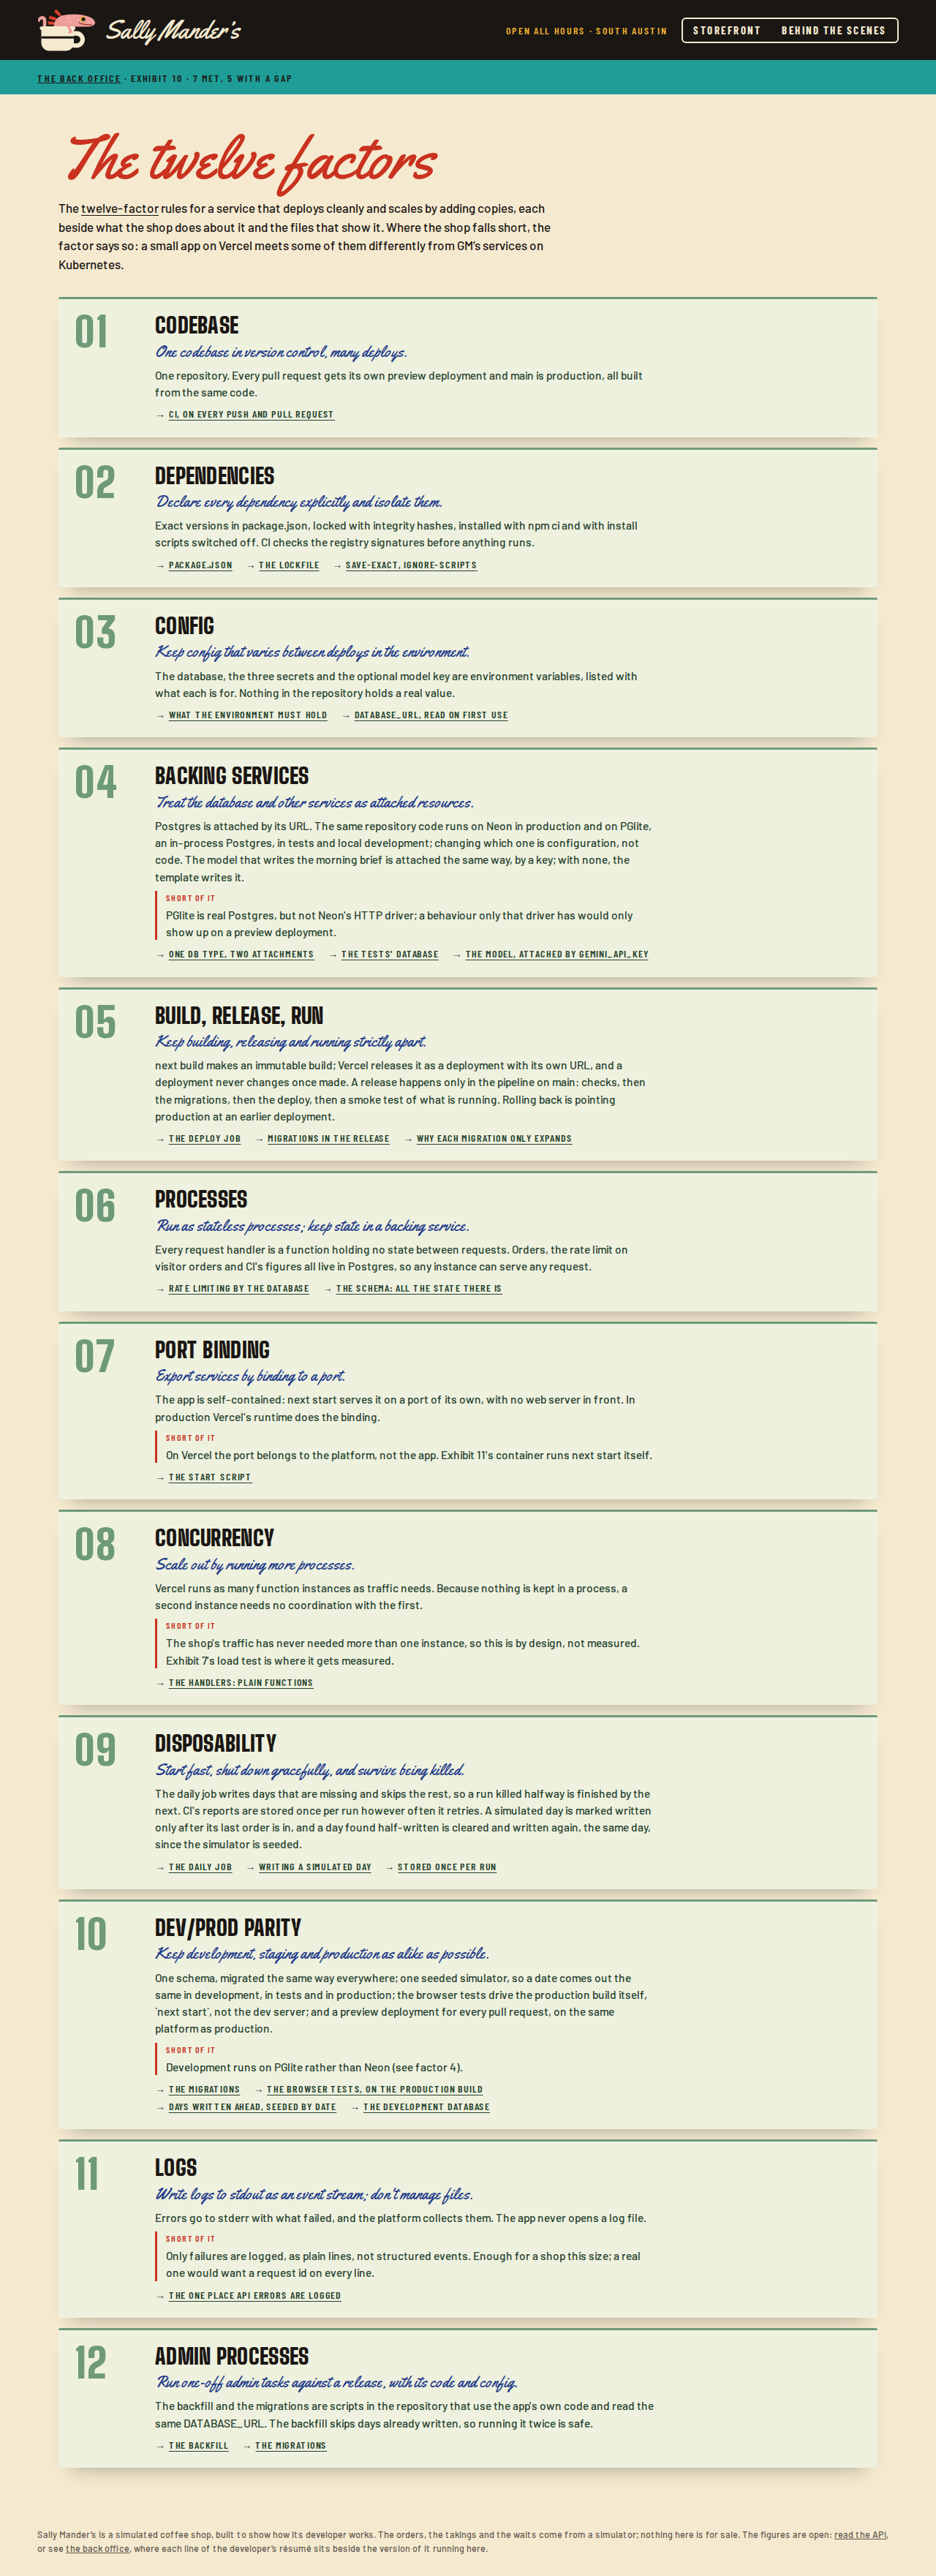 Sally Mander's
OPEN ALL HOURS · SOUTH AUSTIN
STOREFRONT BEHIND THE SCENES
THE BACK OFFICE · EXHIBIT 10 · 7 MET, 5 WITH A GAP
The twelve factors
The twelve-factor rules for a service that deploys cleanly and scales by adding copies, each
beside what the shop does about it and the files that show it. Where the shop falls short, the
factor says so: a small app on Vercel meets some of them differently from GM's services on
Kubernetes.
01
CODEBASE
One codebase in version control, many deploys.
One repository. Every pull request gets its own preview deployment and main is production, all built
from the same code.
→ CI, ON EVERY PUSH AND PULL REQUEST
02
DEPENDENCIES
Declare every dependency explicitly and isolate them.
Exact versions in package.json, locked with integrity hashes, installed with npm ci and with install
scripts switched off. CI checks the registry signatures before anything runs.
→ PACKAGE.JSON → THE LOCKFILE → SAVE-EXACT, IGNORE-SCRIPTS
03
CONFIG
Keep config that varies between deploys in the environment.
The database, the three secrets and the optional model key are environment variables, listed with
what each is for. Nothing in the repository holds a real value.
→ WHAT THE ENVIRONMENT MUST HOLD → DATABASE_URL, READ ON FIRST USE
04
BACKING SERVICES
Treat the database and other services as attached resources.
Postgres is attached by its URL. The same repository code runs on Neon in production and on PGlite,
an in-process Postgres, in tests and local development; changing which one is configuration, not
code. The model that writes the morning brief is attached the same way, by a key; with none, the
template writes it.
SHORT OF IT
PGlite is real Postgres, but not Neon's HTTP driver; a behaviour only that driver has would only
show up on a preview deployment.
→ ONE DB TYPE, TWO ATTACHMENTS → THE TESTS' DATABASE → THE MODEL, ATTACHED BY GEMINI_API_KEY
05
BUILD, RELEASE, RUN
Keep building, releasing and running strictly apart.
next build makes an immutable build; Vercel releases it as a deployment with its own URL, and a
deployment never changes once made. A release happens only in the pipeline on main: checks, then
the migrations, then the deploy, then a smoke test of what is running. Rolling back is pointing
production at an earlier deployment.
→ THE DEPLOY JOB → MIGRATIONS IN THE RELEASE → WHY EACH MIGRATION ONLY EXPANDS
06
PROCESSES
Run as stateless processes; keep state in a backing service.
Every request handler is a function holding no state between requests. Orders, the rate limit on
visitor orders and CI's figures all live in Postgres, so any instance can serve any request.
→ RATE LIMITING BY THE DATABASE → THE SCHEMA: ALL THE STATE THERE IS
07
PORT BINDING
Export services by binding to a port.
The app is self-contained: next start serves it on a port of its own, with no web server in front. In
production Vercel's runtime does the binding.
SHORT OF IT
On Vercel the port belongs to the platform, not the app. Exhibit 11's container runs next start itself.
→ THE START SCRIPT
08
CONCURRENCY
Scale out by running more processes.
Vercel runs as many function instances as traffic needs. Because nothing is kept in a process, a
second instance needs no coordination with the first.
SHORT OF IT
The shop's traffic has never needed more than one instance, so this is by design, not measured.
Exhibit 7's load test is where it gets measured.
→ THE HANDLERS: PLAIN FUNCTIONS
09
DISPOSABILITY
Start fast, shut down gracefully, and survive being killed.
The daily job writes days that are missing and skips the rest, so a run killed halfway is finished by the
next. CI's reports are stored once per run however often it retries. A simulated day is marked written
only after its last order is in, and a day found half-written is cleared and written again, the same day,
since the simulator is seeded.
→ THE DAILY JOB → WRITING A SIMULATED DAY → STORED ONCE PER RUN
10
DEV/PROD PARITY
Keep development, staging and production as alike as possible.
One schema, migrated the same way everywhere; one seeded simulator, so a date comes out the
same in development, in tests and in production; the browser tests drive the production build itself,
`next start`, not the dev server; and a preview deployment for every pull request, on the same
platform as production.
SHORT OF IT
Development runs on PGlite rather than Neon (see factor 4).
→ THE MIGRATIONS → THE BROWSER TESTS, ON THE PRODUCTION BUILD
→ DAYS WRITTEN AHEAD, SEEDED BY DATE → THE DEVELOPMENT DATABASE
11
LOGS
Write logs to stdout as an event stream; don't manage files.
Errors go to stderr with what failed, and the platform collects them. The app never opens a log file.
SHORT OF IT
Only failures are logged, as plain lines, not structured events. Enough for a shop this size; a real
one would want a request id on every line.
→ THE ONE PLACE API ERRORS ARE LOGGED
12
ADMIN PROCESSES
Run one-off admin tasks against a release, with its code and config.
The backfill and the migrations are scripts in the repository that use the app's own code and read the
same DATABASE_URL. The backfill skips days already written, so running it twice is safe.
→ THE BACKFILL → THE MIGRATIONS
Sally Mander's is a simulated coffee shop, built to show how its developer works. The orders, the takings and the waits come from a simulator; nothing here is for sale. The figures are open: read the API,
or see the back office, where each line of the developer's résumé sits beside the version of it running here.